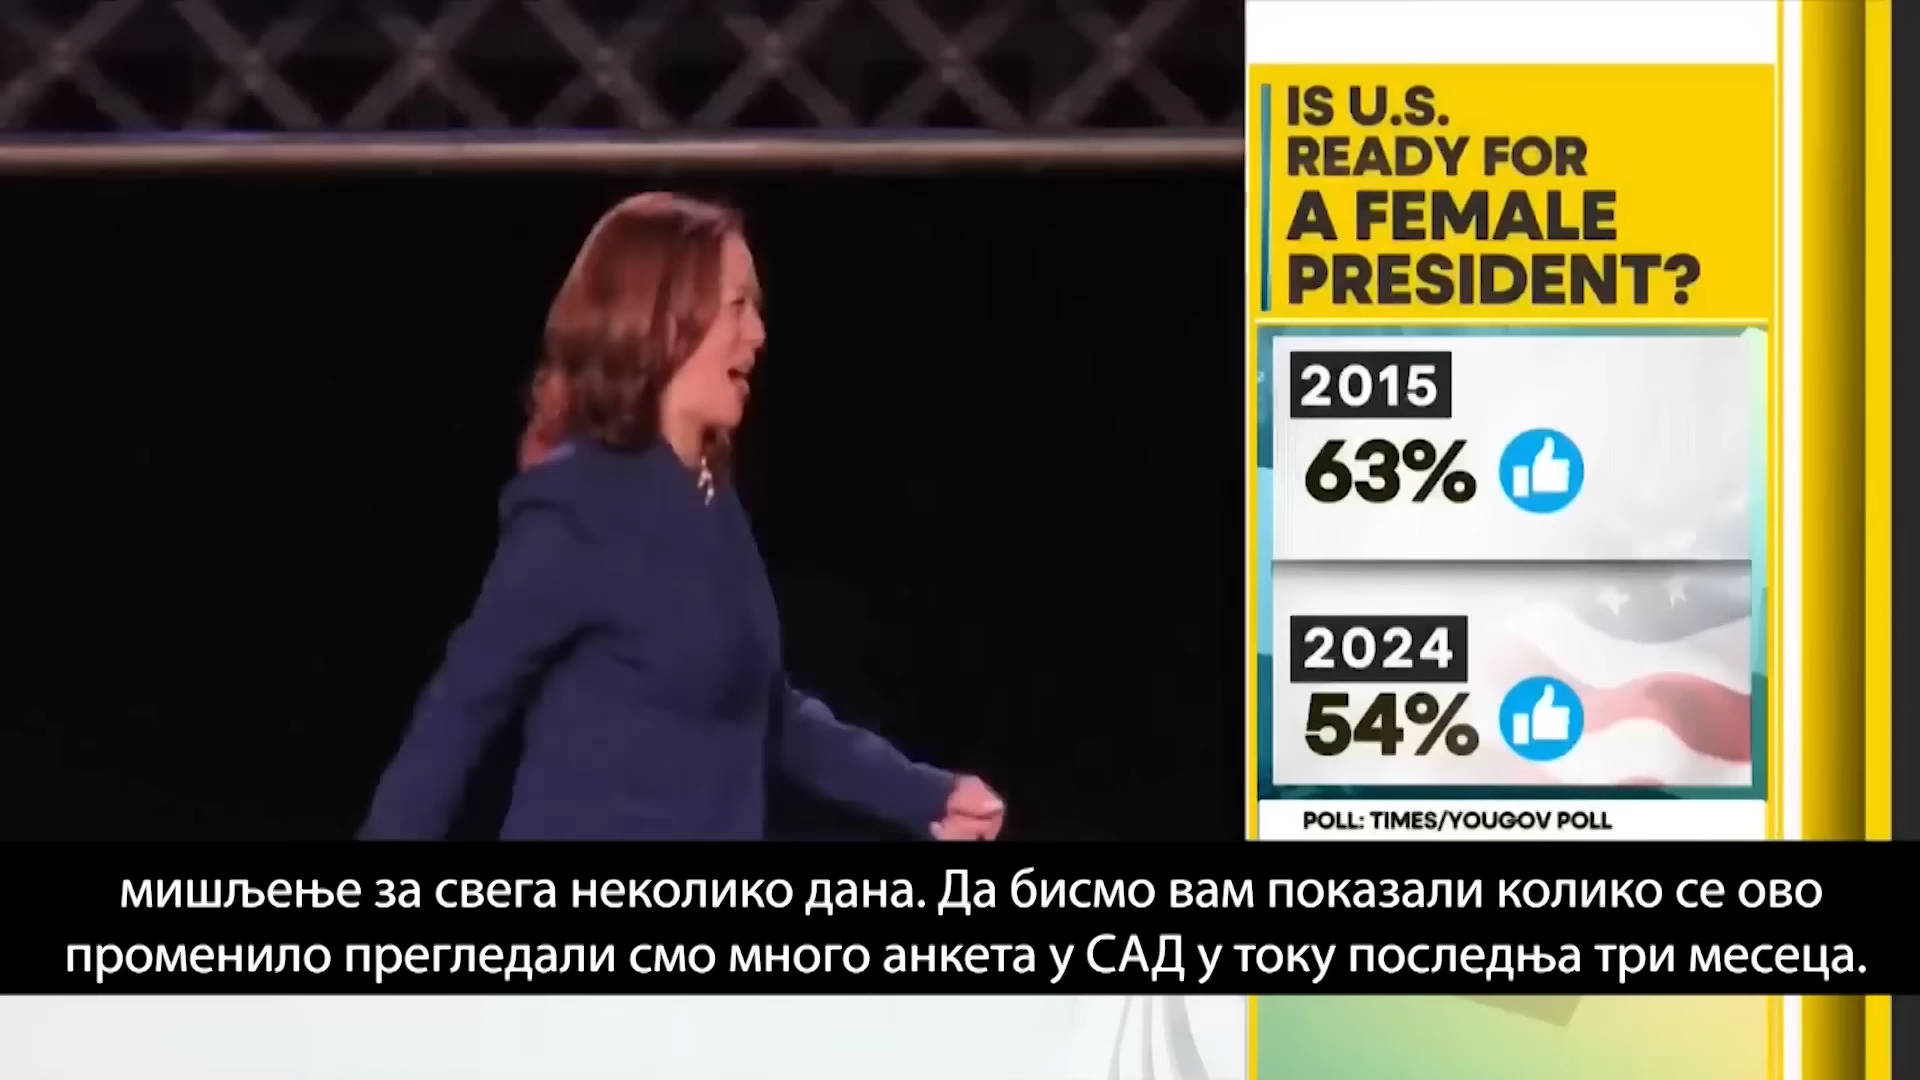 IS U.S.
READY FOR
A FEMALE
PRESIDENT?
2015
63%
2024
54%
POLL: TIMES/YOUGOV POLL
мишљење за свега неколико дана. Да бисмо вам показали колико се ово
променило прегледали смо много анкета у САД у току последња три месеца.